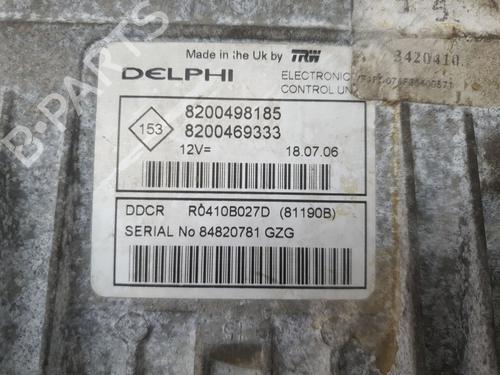 Made in the Uk by TRW
DELPHI
ELECTRONIC
CONTROL UN
3420410
153
8200498185
8200469333
12V=
18.07.06
DDCR R0410B027D (81190B)
SERIAL No 84820781 GZG
B-PARTS